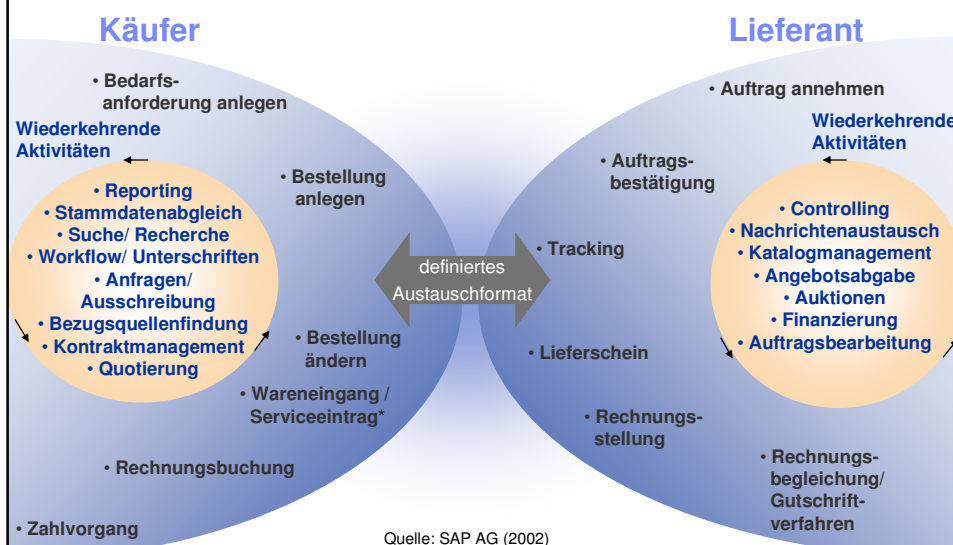 Käufer
• Bedarfs-
anforderung anlegen
Wiederkehrende
Aktivitäten
• Reporting
• Stammdatenabgleich
• Suche/ Recherche
• Workflow/ Unterschriften
• Anfragen/
Ausschreibung
• Bezugsquellenfindung
• Kontraktmanagement
• Quotierung
• Bestellung
anlegen
• Bestellung
ändern
• Wareneingang /
Serviceeintrag*
• Rechnungsbuchung
• Zahlvorgang
definiertes
Austauschformat
Lieferant
• Auftrag annehmen
Wiederkehrende
Aktivitäten
• Auftrags-
bestätigung
• Tracking
• Lieferschein
• Rechnungs-
stellung
• Rechnungs-
begleichung/
Gutschrift-
verfahren
• Controlling
• Nachrichtenaustausch
• Katalogmanagement
• Angebotsabgabe
• Auktionen
• Finanzierung
• Auftragsbearbeitung
Quelle: SAP AG (2002)